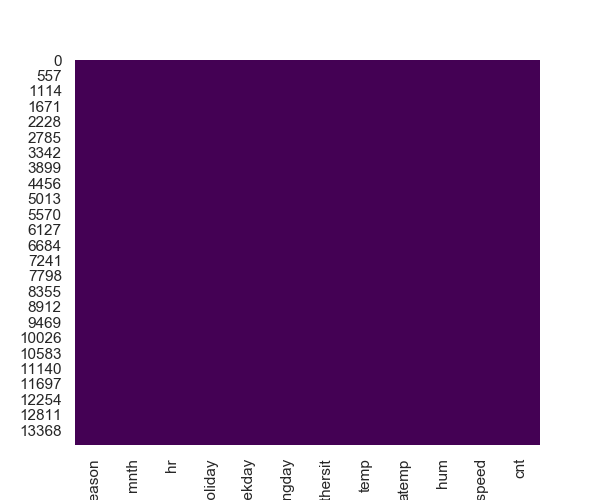 0
557
1114
1671
2228
2785
3342
3899
4456
5013
5570
6127
6684
7241
7798
8355
8912
9469
10026
10583
11140
11697
12254
12811
13368
eason
mnth
hr
oliday
ekday
ngday
thersit
temp
atemp
hum
speed
cnt